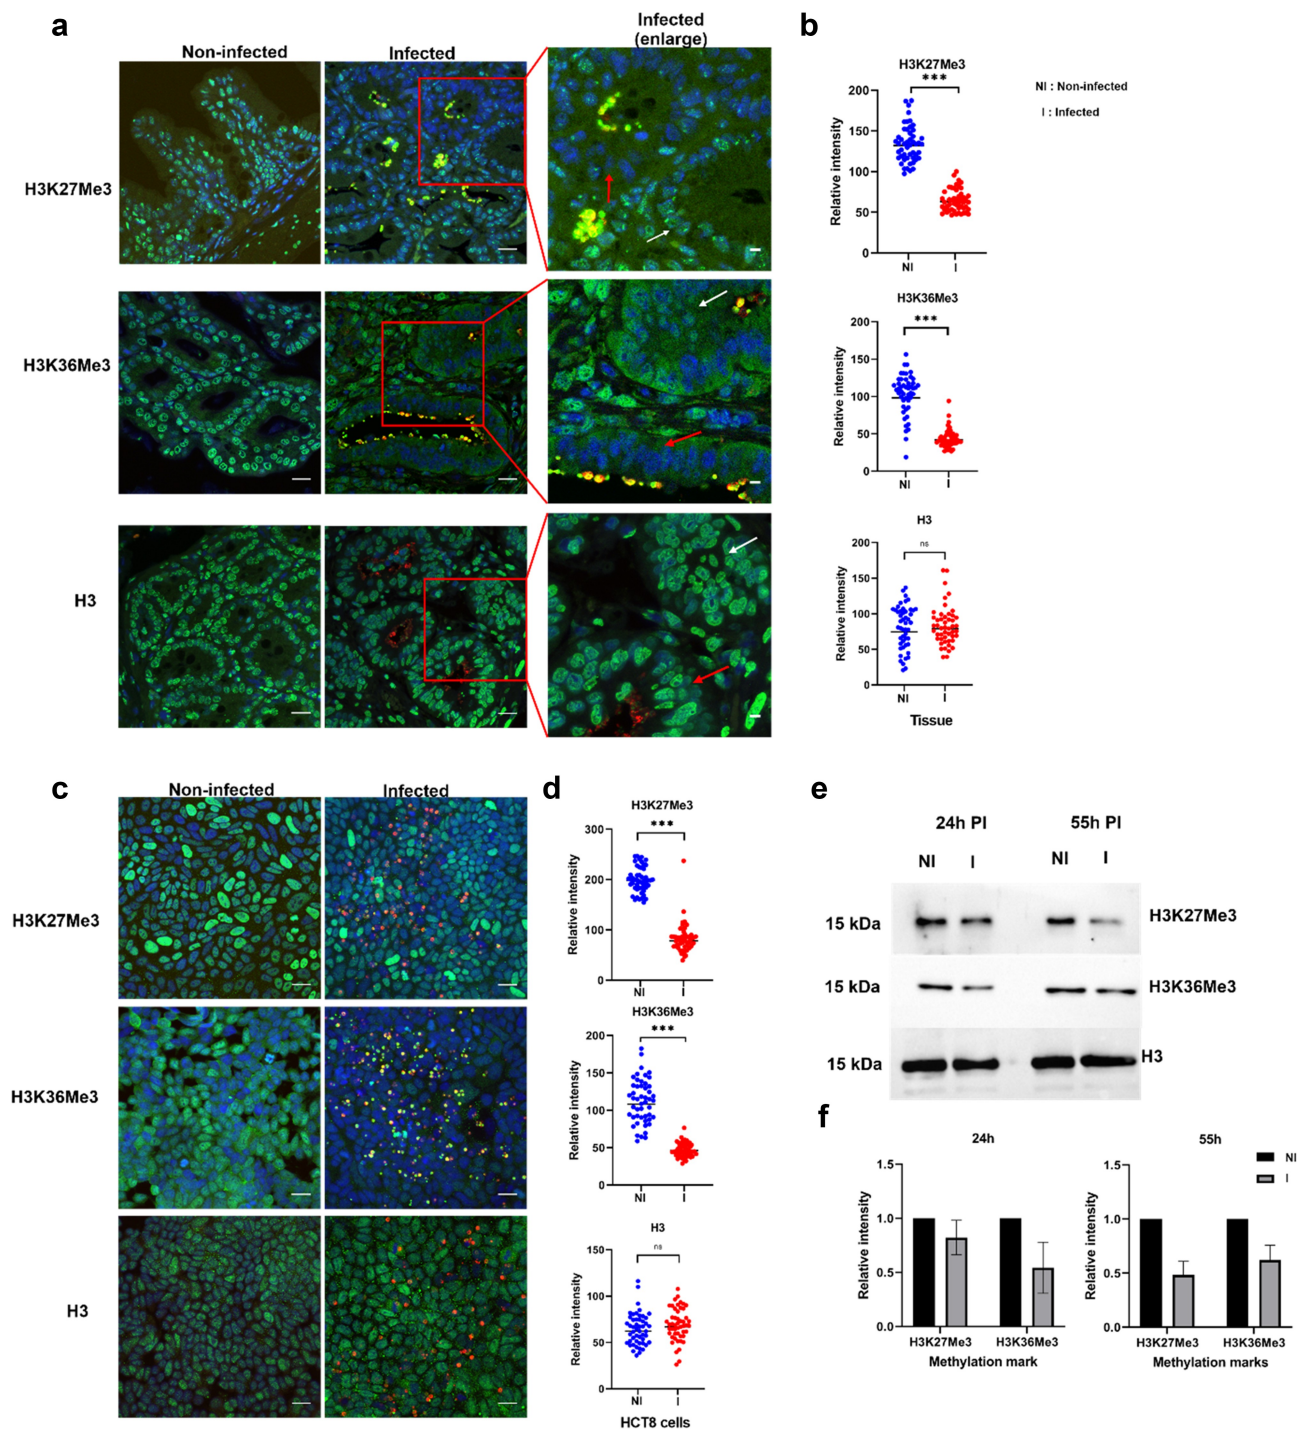 a
Non-infected
Infected
Infected
(enlarge)
H3K27Me3
H3K36Me3
H3
b
H3K27Me3
***
NI : Non-infected
I : Infected
Relative intensity
200
150
100
50
0
NI
I
H3K36Me3
***
Relative intensity
200
150
100
50
0
NI
I
H3
ns
Relative intensity
200
150
100
50
0
NI
I
Tissue
c
Non-infected
Infected
H3K27Me3
H3K36Me3
H3
d
H3K27Me3
***
Relative intensity
300
200
100
0
NI
I
H3K36Me3
***
Relative intensity
200
150
100
50
0
NI
I
H3
ns
Relative intensity
150
100
50
0
NI
I
HCT8 cells
e
24h PI
55h PI
NI
I
NI
I
15 kDa
H3K27Me3
15 kDa
H3K36Me3
15 kDa
H3
f
24h
Relative intensity
1.5
1.0
0.5
0.0
H3K27Me3
H3K36Me3
Methylation mark
55h
NI
I
Relative intensity
1.5
1.0
0.5
0.0
H3K27Me3
H3K36Me3
Methylation marks